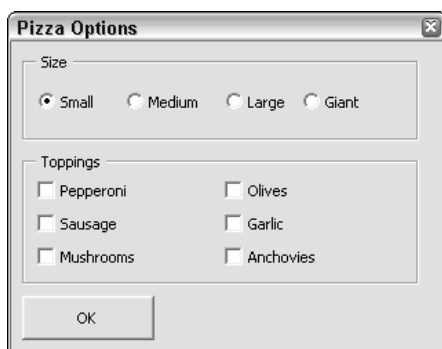 Pizza Options
Size
Small Medium Large Giant
Toppings
Pepperoni Olives
Sausage Garlic
Mushrooms Anchovies
OK